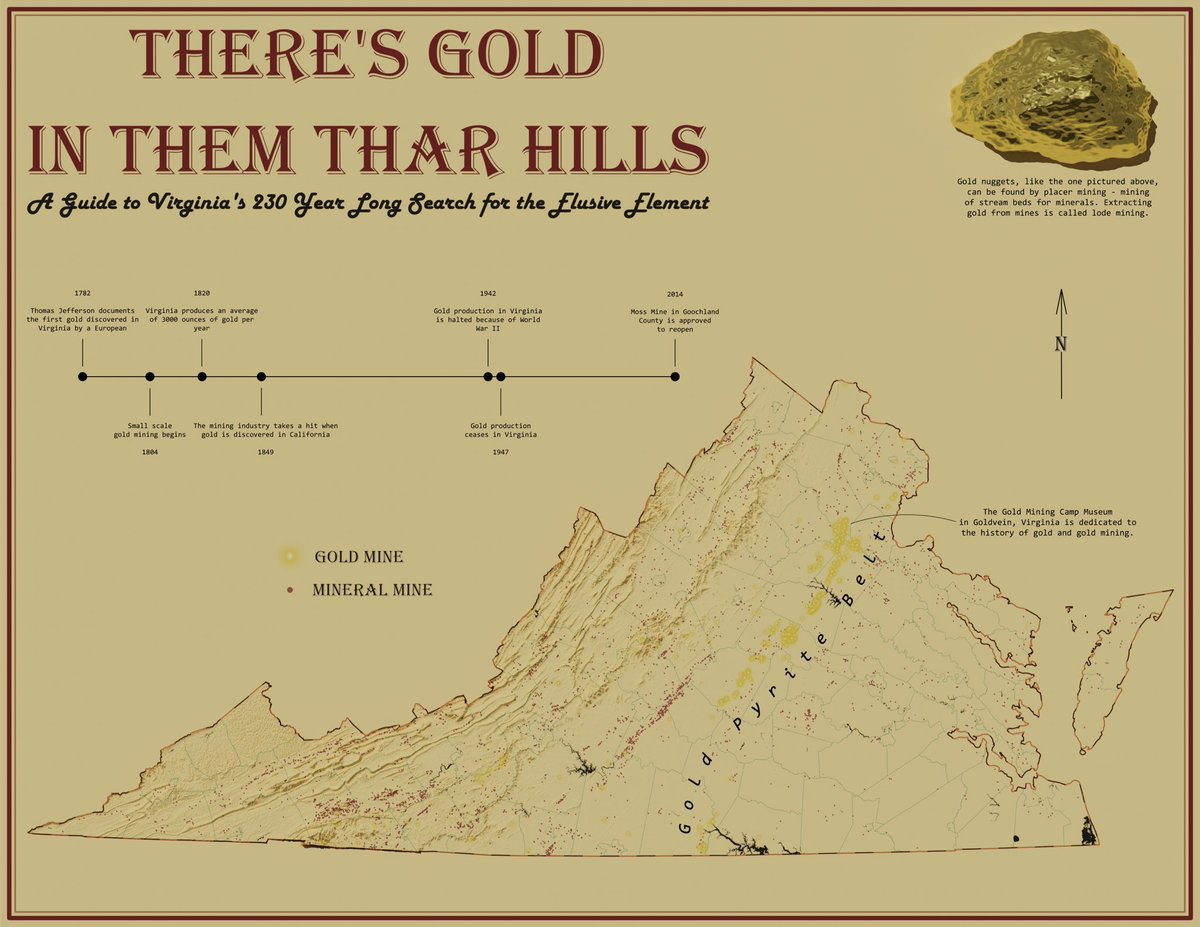 THERE'S GOLD
IN THEM THAR HILLS
A Guide to Virginia's 230 Year Long Search for the Elusive Element
Gold nuggets, like the one pictured above,
can be found by placer mining - mining
of stream beds for minerals. Extracting
gold from mines is called lode mining.
1782
Thomas Jefferson documents
the first gold discovered in
Virginia by a European
1820
Virginia produces an average
of 3000 ounces of gold per
year
1942
Gold production in Virginia
is halted because of World
War II
2014
Moss Mine in Goochland
County is approved
to reopen
Small scale
gold mining begins
1804
The mining industry takes a hit when
gold is discovered in California
1849
Gold production
ceases in Virginia
1947
N
The Gold Mining Camp Museum
in Goldvein, Virginia is dedicated to
the history of gold and gold mining.
GOLD MINE
MINERAL MINE
Gold Pyrite Belt